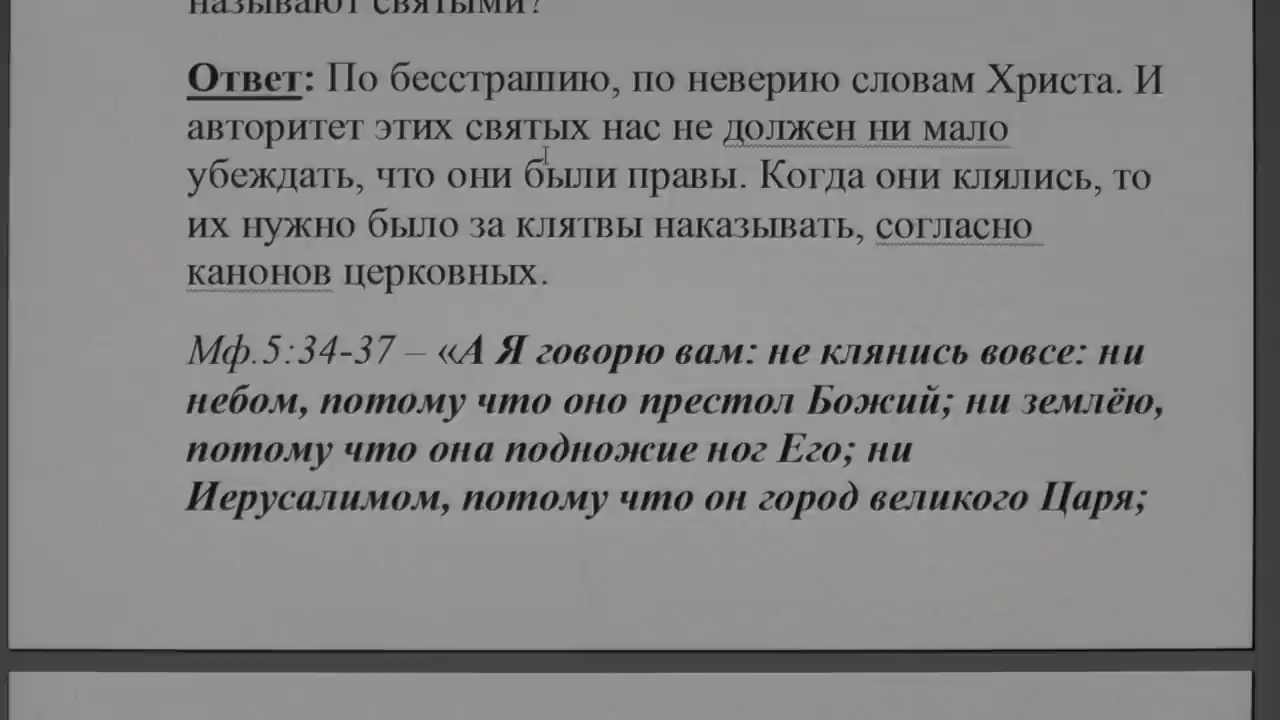 называют святыми?
Ответ: По бесстрашию, по неверию словам Христа. И
авторитет этих святых нас не должен ни мало
убеждать, что они были правы. Когда они клялись, то
их нужно было за клятвы наказывать, согласно
канонов церковных.
Мф.5:34-37 – «А Я говорю вам: не клянись вовсе: ни
небом, потому что оно престол Божий; ни землёю,
потому что она подножие ног Его; ни
Иерусалимом, потому что он город великого Царя;